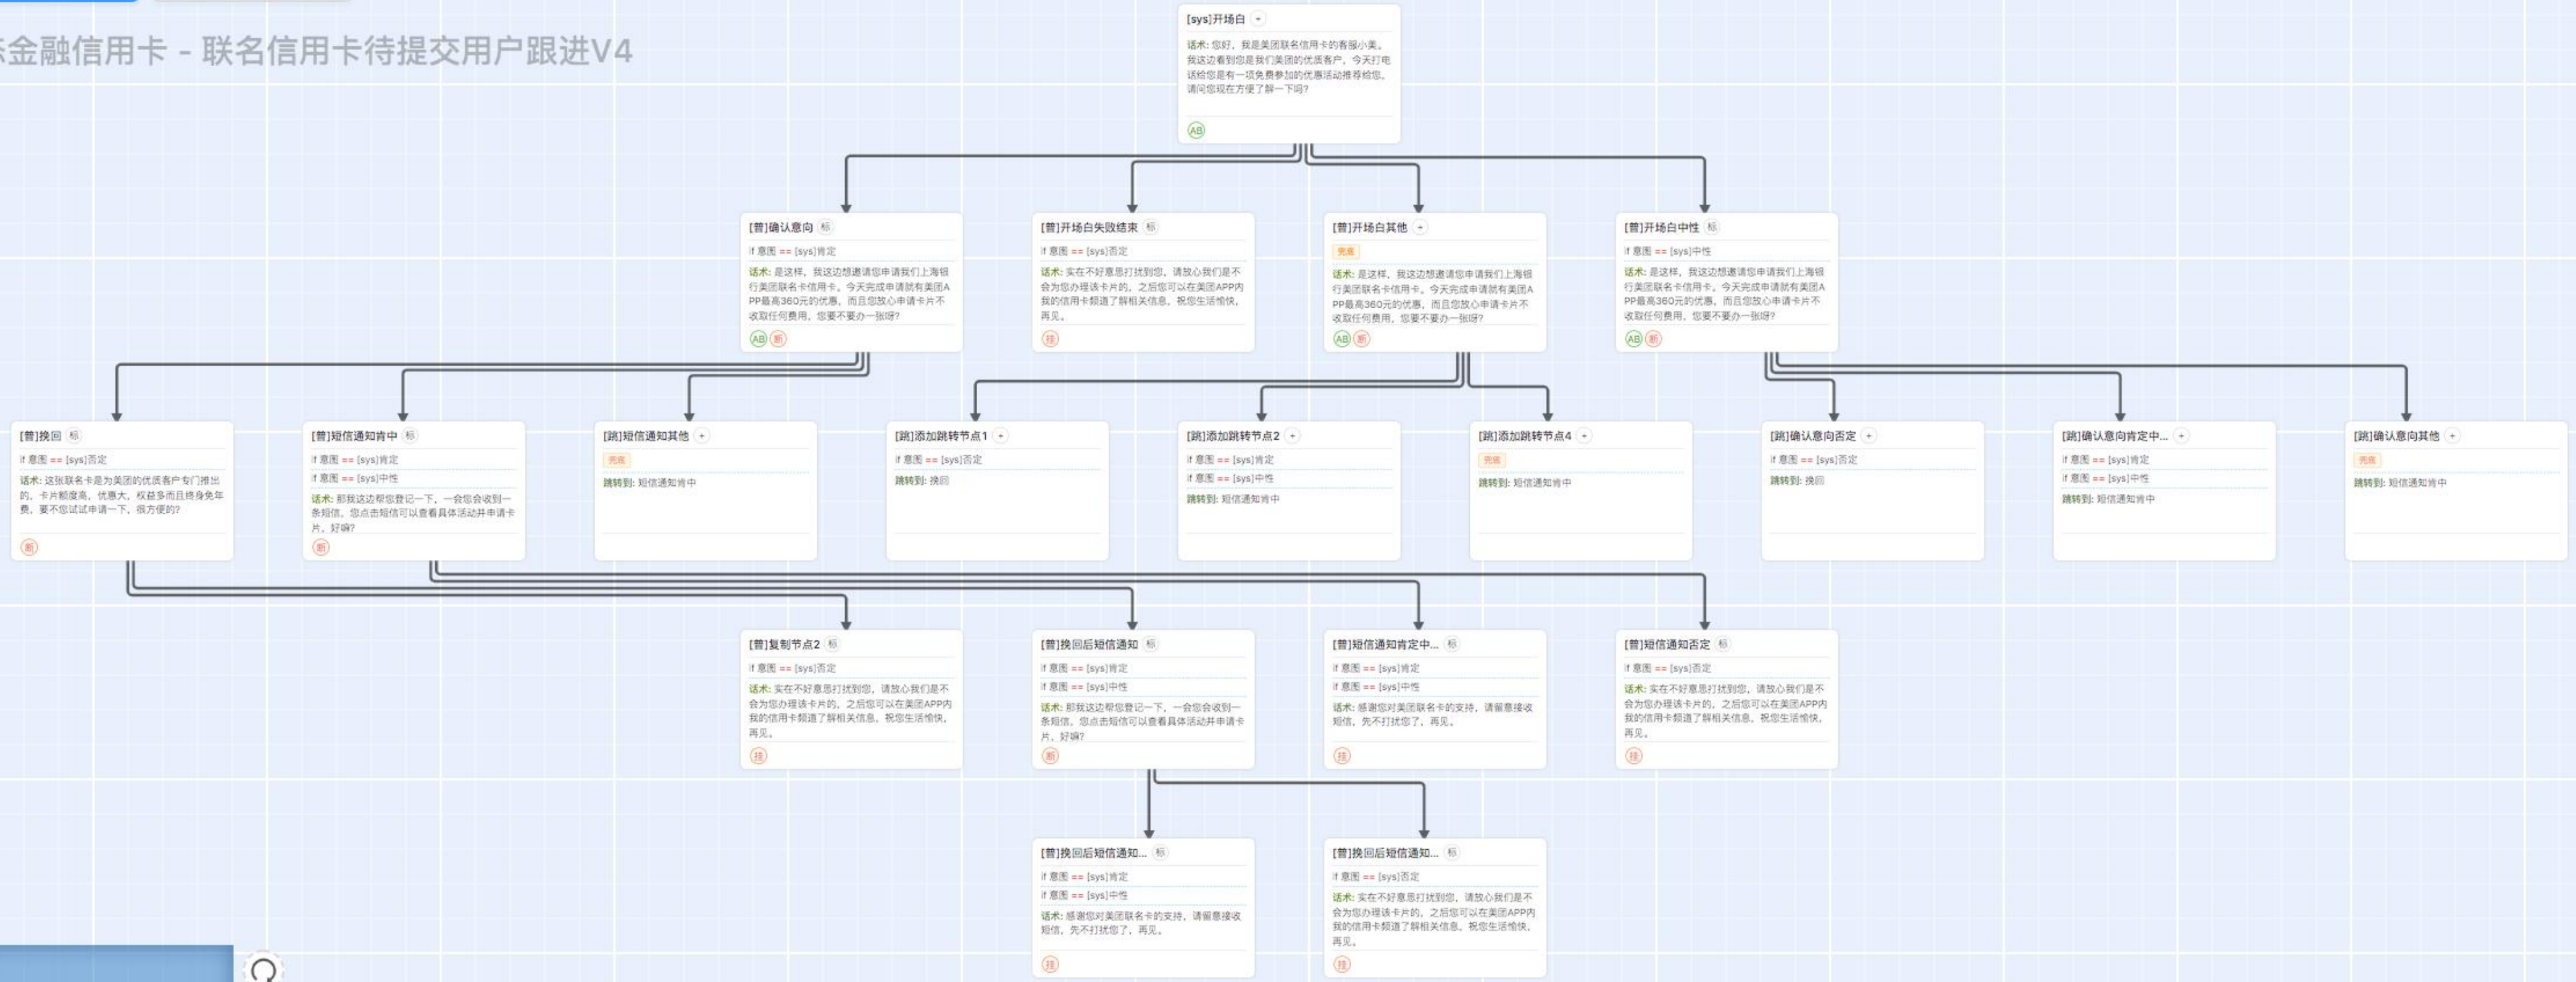 金融信用卡 - 联名信用卡待提交用户跟进V4
[sys]开场白 +
话术: 您好，我是美团联名信用卡的客服小美。
我这边看到您是我们美团的优质客户，今天打电
话给您是有一项免费参加的优惠活动推荐给您，
请问您现在方便了解一下吗?
AB
[普]确认意向 标
if 意图 == [sys]肯定
话术: 是这样，我这边想邀请您申请我们上海银
行美团联名卡信用卡。今天完成申请就有美团A
PP最高360元的优惠，而且您放心申请卡片不
收取任何费用，您要不要办一张呀?
AB 断
[普]开场白失败结束 标
if 意图 == [sys]否定
话术: 实在不好意思打扰到您，请放心我们是不
会为您办理该卡片的，之后您可以在美团APP内
我的信用卡频道了解相关信息，祝您生活愉快，
再见。
挂
[普]开场白其他 +
兜底
话术: 是这样，我这边想邀请您申请我们上海银
行美团联名卡信用卡。今天完成申请就有美团A
PP最高360元的优惠，而且您放心申请卡片不
收取任何费用，您要不要办一张呀?
AB 断
[普]开场白中性 标
if 意图 == [sys]中性
话术: 是这样，我这边想邀请您申请我们上海银
行美团联名卡信用卡。今天完成申请就有美团A
PP最高360元的优惠，而且您放心申请卡片不
收取任何费用，您要不要办一张呀?
AB 断
[普]挽回 标
if 意图 == [sys]否定
话术: 这张联名卡是为美团的优质客户专门推出
的，卡片额度高，优惠大，权益多而且终身免年
费，要不您试试申请一下，很方便的?
断
[普]短信通知肯中 标
if 意图 == [sys]肯定
if 意图 == [sys]中性
话术: 那我这边帮您登记一下，一会您会收到一
条短信，您点击短信可以查看具体活动并申请卡
片，好嘛?
断
[跳]短信通知其他 +
兜底
跳转到: 短信通知肯中
[跳]添加跳转节点1 +
if 意图 == [sys]否定
跳转到: 挽回
[跳]添加跳转节点2 +
if 意图 == [sys]肯定
if 意图 == [sys]中性
跳转到: 短信通知肯中
[跳]添加跳转节点4 +
兜底
跳转到: 短信通知肯中
[跳]确认意向否定 +
if 意图 == [sys]否定
跳转到: 挽回
[跳]确认意向肯定中... +
if 意图 == [sys]肯定
if 意图 == [sys]中性
跳转到: 短信通知肯中
[跳]确认意向其他 +
兜底
跳转到: 短信通知肯中
[普]复制节点2 标
if 意图 == [sys]否定
话术: 实在不好意思打扰到您，请放心我们是不
会为您办理该卡片的，之后您可以在美团APP内
我的信用卡频道了解相关信息，祝您生活愉快，
再见。
挂
[普]挽回后短信通知 标
if 意图 == [sys]肯定
if 意图 == [sys]中性
话术: 那我这边帮您登记一下，一会您会收到一
条短信，您点击短信可以查看具体活动并申请卡
片，好嘛?
断
[普]短信通知肯定中... 标
if 意图 == [sys]肯定
if 意图 == [sys]中性
话术: 感谢您对美团联名卡的支持，请留意接收
短信，先不打扰您了，再见。
挂
[普]短信通知否定 标
if 意图 == [sys]否定
话术: 实在不好意思打扰到您，请放心我们是不
会为您办理该卡片的，之后您可以在美团APP内
我的信用卡频道了解相关信息，祝您生活愉快，
再见。
挂
[普]挽回后短信通知... 标
if 意图 == [sys]肯定
if 意图 == [sys]中性
话术: 感谢您对美团联名卡的支持，请留意接收
短信，先不打扰您了，再见。
挂
[普]挽回后短信通知... 标
if 意图 == [sys]否定
话术: 实在不好意思打扰到您，请放心我们是不
会为您办理该卡片的，之后您可以在美团APP内
我的信用卡频道了解相关信息，祝您生活愉快，
再见。
挂